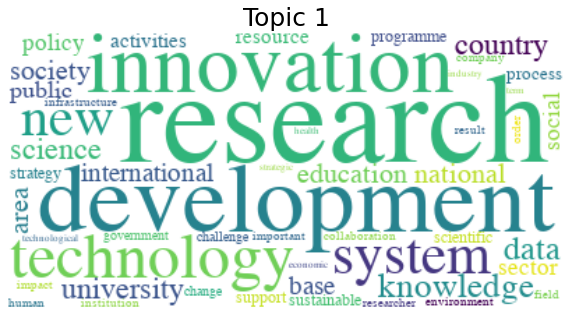 Topic 1
policy activities resource programme country
innovation company
society industry process
public infrastructure term
new research social
health result order
science strategic
strategy international education national
area development
technological government challenge important collaboration scientific
technology system data
economic sector
impact university base knowledge
human institution change support sustainable researcher environment field